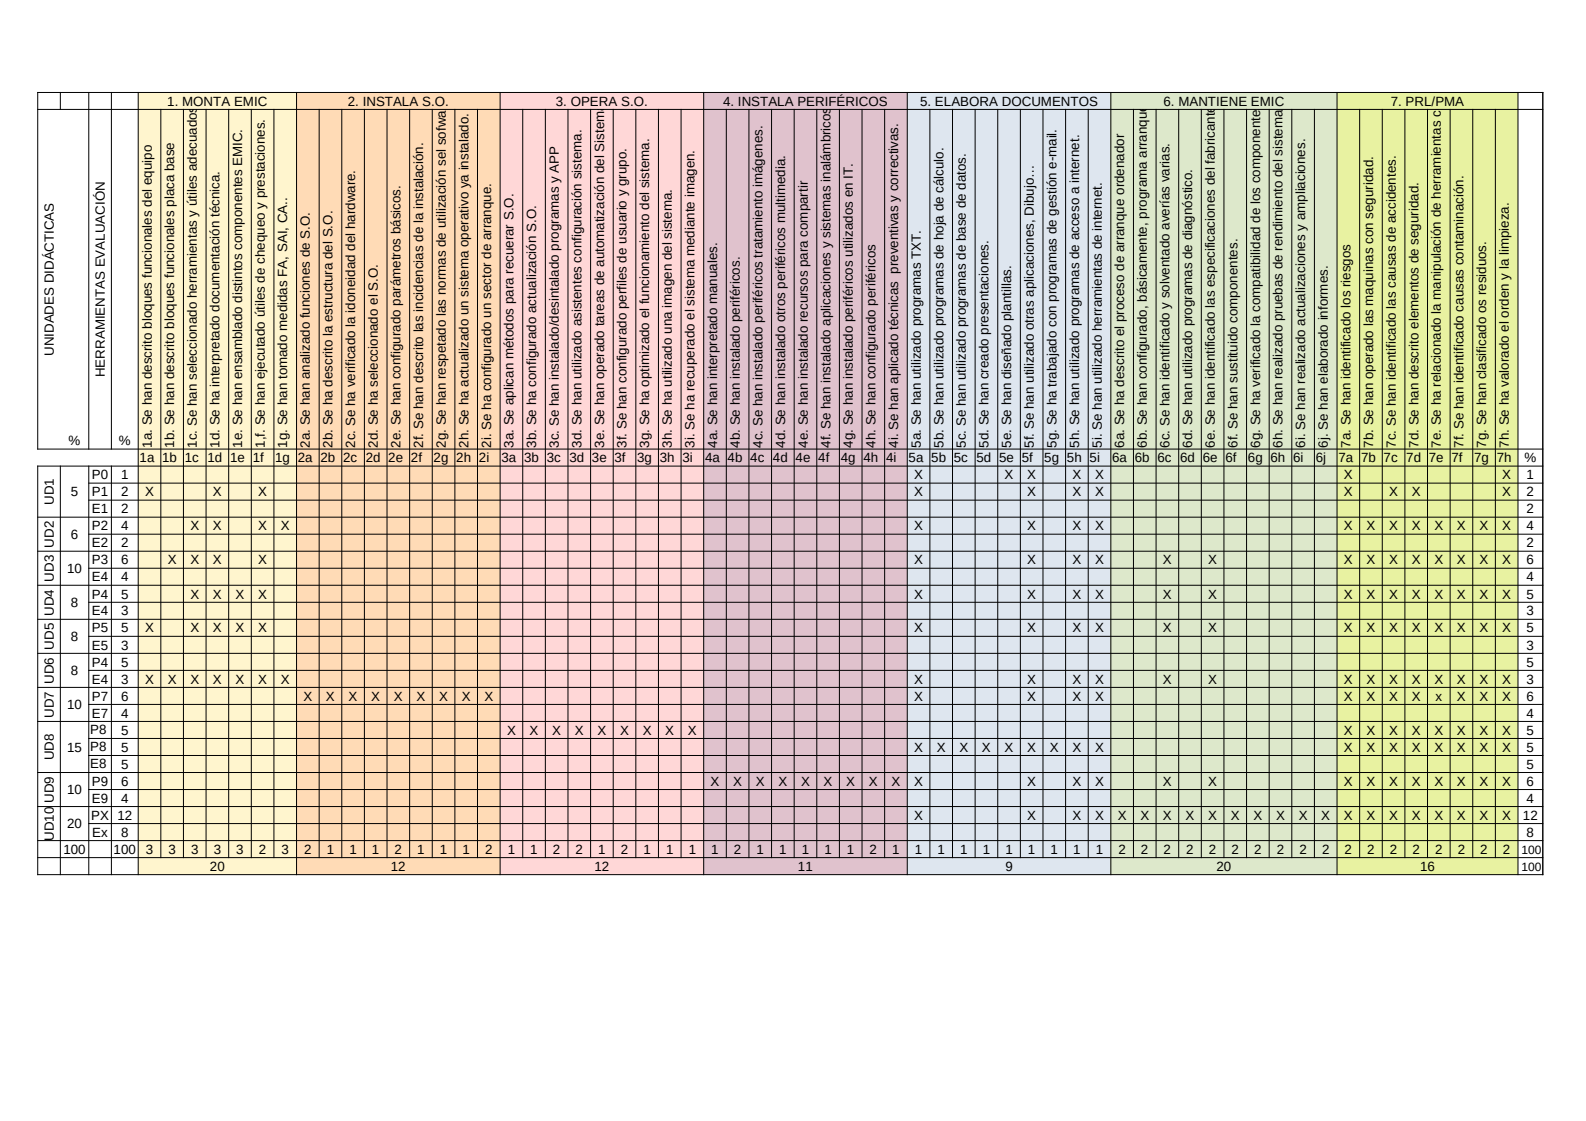 1. MONTA EMIC 2. INSTALA S.O. 3. OPERA S.O. 4. INSTALA PERIFÉRICOS 5. ELABORA DOCUMENTOS 6. MANTIENE EMIC 7. PRL/PMA
UNIDADES DIDÁCTICAS
%
HERRAMIENTAS EVALUACIÓN
%
1a. Se han descrito bloques funcionales del equipo
1b. Se han descrito bloques funcionales placa base
1c. Se han seleccionado herramientas y útiles adecuados
1d. Se ha interpretado documentación técnica.
1e. Se han ensamblado distintos componentes EMIC.
1,f. Se han ejecutado útiles de chequeo y prestaciones.
1g. Se han tomado medidas FA, SAI, CA..
2a. Se han analizado funciones de S.O.
2b. Se ha descrito la estructura del S.O.
2c. Se ha verificado la idoneidad del hardware.
2d. Se ha seleccionado el S.O.
2e. Se han configurado parámetros básicos.
2f. Se han descrito las incidencias de la instalación.
2g. Se han respetado las normas de utilización sel sofwa
2h. Se ha actualizado un sistema operativo ya instalado.
2i. Se ha configurado un sector de arranque.
3a. Se aplican métodos para recuerar S.O.
3b. Se ha configurado actualización S.O.
3c. Se han instalado/desintalado programas y APP
3d. Se han utilizado asistentes configuración sistema.
3e. Se han operado tareas de automatización del Sistem
3f. Se han configurado perfiles de usuario y grupo.
3g. Se ha optimizado el funcionamiento del sistema.
3h. Se ha utilizado una imagen del sistema.
3i. Se ha recuperado el sistema mediante imagen.
4a. Se han interpretado manuales.
4b. Se han instalado periféricos.
4c. Se han instalado periféricos tratamiento imágenes.
4d. Se han instalado otros periféricos multimedia.
4e. Se han instalado recursos para compartir
4f. Se han instalado aplicaciones y sistemas inalámbricos
4g. Se han instalado periféricos utilizados en IT.
4h. Se han configurado periféricos
4i. Se han aplicado técnicas preventivas y correctivas.
5a. Se han utilizado programas TXT.
5b. Se han utilizado programas de hoja de cálculo.
5c. Se han utilizado programas de base de datos.
5d. Se han creado presentaciones.
5e. Se han diseñado plantillas.
5f. Se han utilizado otras aplicaciones, Dibujo...
5g. Se ha trabajado con programas de gestión e-mail.
5h. Se han utilizado programas de acceso a internet.
5i. Se han utilizado herramientas de internet.
6a. Se ha descrito el proceso de arranque ordenador
6b. Se han configurado, básicamente, programa arranqu
6c. Se han identificado y solventado averías varias.
6d. Se han utilizado programas de diagnóstico.
6e. Se han identificado las especificaciones del fabricante
6f. Se han sustituido componentes.
6g. Se ha verificado la compatibilidad de los componente
6h. Se han realizado pruebas de rendimiento del sistema
6i. Se han realizado actualizaciones y ampliaciones.
6j. Se han elaborado informes.
7a. Se han identificado los riesgos
7b. Se han operado las maquinas con seguridad.
7c. Se han identificado las causas de accidentes.
7d. Se han descrito elementos de seguridad.
7e. Se ha relacionado la manipulación de herramientas c
7f. Se han identificado causas contaminación.
7g. Se han clasificado os residuos.
7h. Se ha valorado el orden y la limpieza.
1a 1b 1c 1d 1e 1f 1g 2a 2b 2c 2d 2e 2f 2g 2h 2i 3a 3b 3c 3d 3e 3f 3g 3h 3i 4a 4b 4c 4d 4e 4f 4g 4h 4i 5a 5b 5c 5d 5e 5f 5g 5h 5i 6a 6b 6c 6d 6e 6f 6g 6h 6i 6j 7a 7b 7c 7d 7e 7f 7g 7h %
UD1 5 P0 1 X X X X X X X 1
P1 2 X X X X X X X X X X X 2
E1 2 2
UD2 6 P2 4 X X X X X X X X X X X X X X X X 4
E2 2 2
UD3 10 P3 6 X X X X X X X X X X X X X X X X X X 6
E4 4 4
UD4 8 P4 5 X X X X X X X X X X X X X X X X X X 5
E4 3 3
UD5 8 P5 5 X X X X X X X X X X X X X X X X X X X 5
E5 3 3
UD6 8 P4 5 5
E4 3 X X X X X X X X X X X X X X X X X X X X X 3
UD7 10 P7 6 X X X X X X X X X X X X X X X X X x X X X 6
E7 4 4
UD8 15 P8 5 X X X X X X X X X X X X X X X X X 5
P8 5 X X X X X X X X X X X X X X X X X 5
E8 5 5
UD9 10 P9 6 X X X X X X X X X X X X X X X X X X X X X X X 6
E9 4 4
UD10 20 PX 12 X X X X X X X X X X X X X X X X X X X X X X 12
Ex 8 8
100 100 3 3 3 3 3 2 3 2 1 1 1 2 1 1 1 2 1 1 2 2 1 2 1 1 1 1 2 1 1 1 1 1 2 1 1 1 1 1 1 1 1 1 1 2 2 2 2 2 2 2 2 2 2 2 2 2 2 2 2 2 2 100
20 12 12 11 9 20 16 100